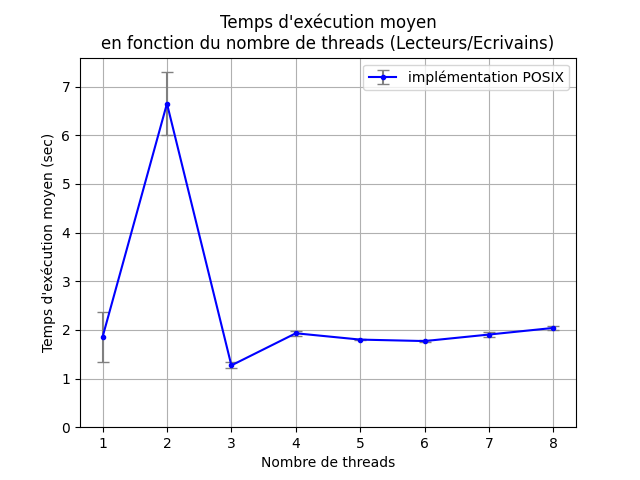 Temps d'exécution moyen
en fonction du nombre de threads (Lecteurs/Ecrivains)
implémentation POSIX
Temps d'exécution moyen (sec)
7
6
5
4
3
2
1
0
1 2 3 4 5 6 7 8
Nombre de threads